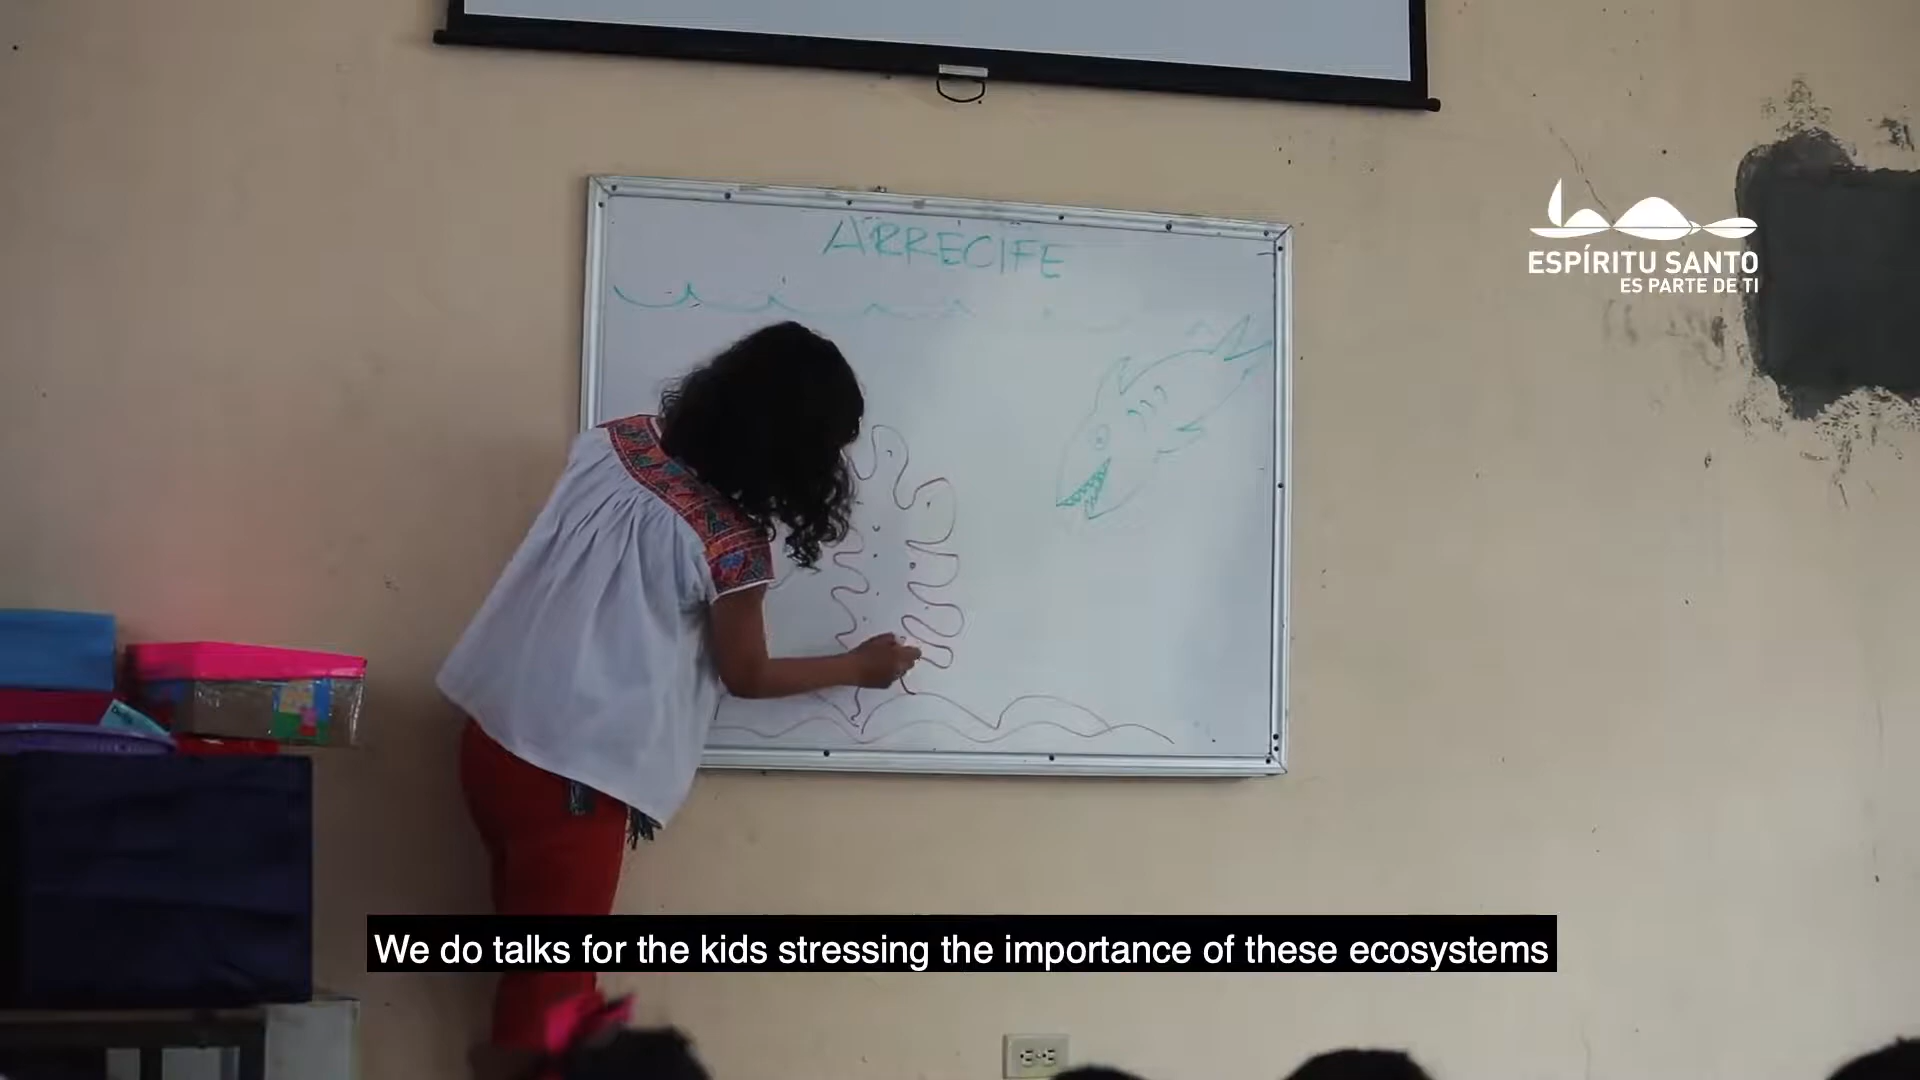 ARRECIFE
ESPÍRITU SANTO
ES PARTE DE TI
We do talks for the kids stressing the importance of these ecosystems